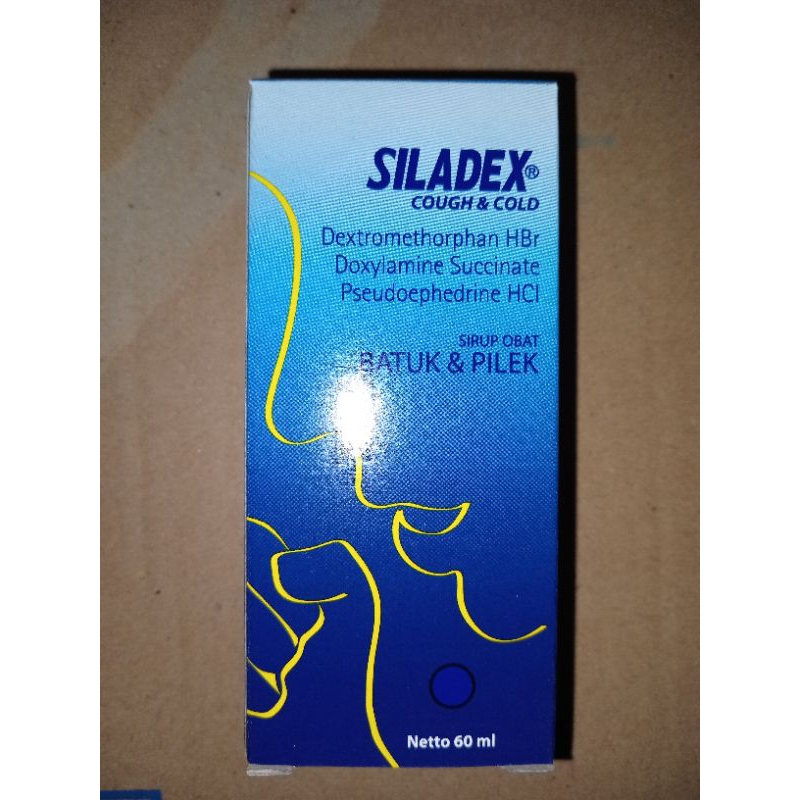 SILADEX®
COUGH & COLD
Dextromethorphan HBr
Doxylamine Succinate
Pseudoephedrine HCl
SIRUP OBAT
BATUK & PILEK
Netto 60 ml